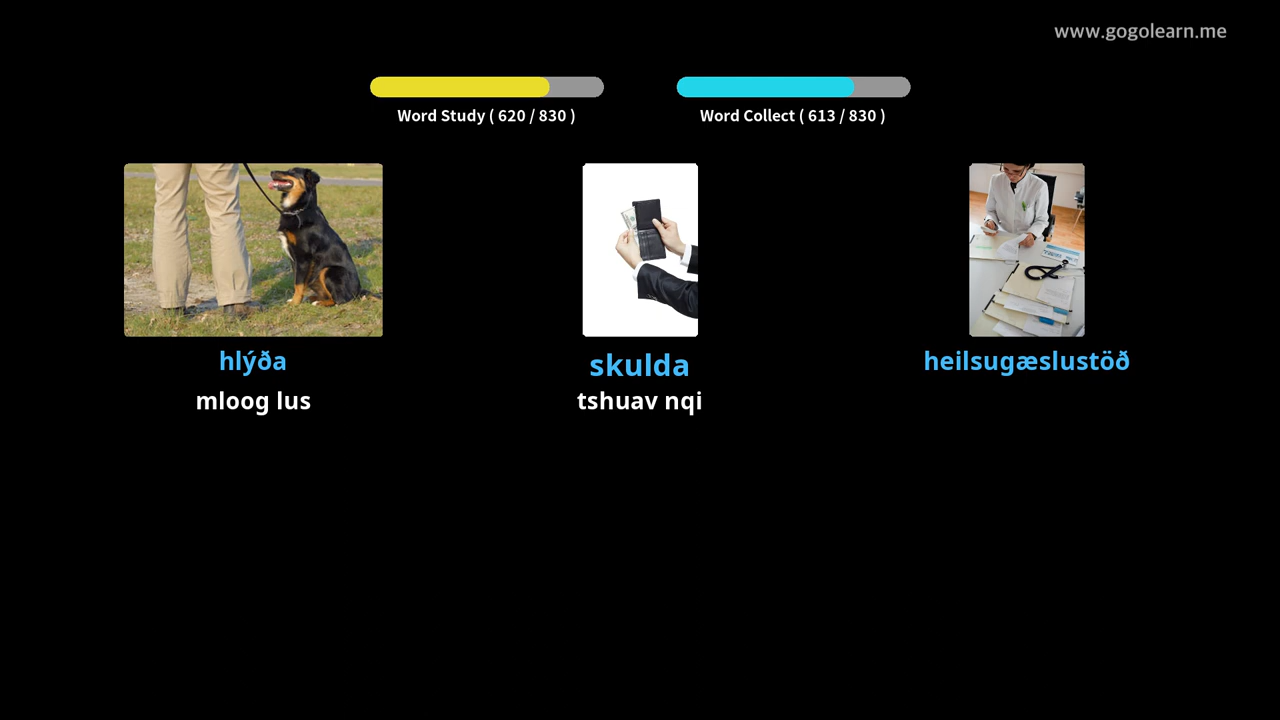 www.gogolearn.me
Word Study ( 620 / 830 )
Word Collect ( 613 / 830 )
hlýða
mloog lus
skulda
tshuav nqi
heilsugæslustöð